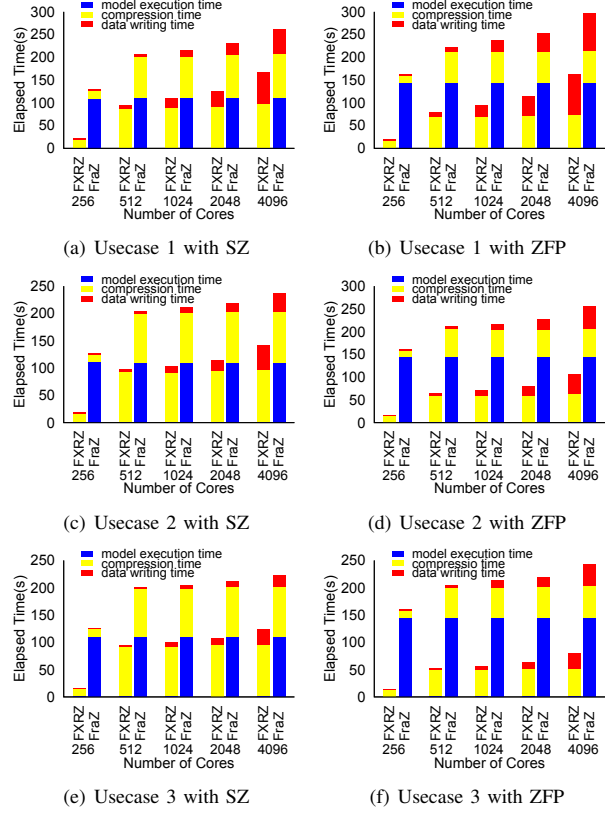 model execution time
compression time
data writing time
Elapsed Time(s)
300
250
200
150
100
50
0
FXRZ FraZ FXRZ FraZ FXRZ FraZ FXRZ FraZ FXRZ FraZ
256 512 1024 2048 4096
Number of Cores
(a) Usecase 1 with SZ
model execution time
compression time
data writing time
Elapsed Time(s)
300
250
200
150
100
50
0
FXRZ FraZ FXRZ FraZ FXRZ FraZ FXRZ FraZ FXRZ FraZ
256 512 1024 2048 4096
Number of Cores
(b) Usecase 1 with ZFP
model execution time
compression time
data writing time
Elapsed Time(s)
250
200
150
100
50
0
FXRZ FraZ FXRZ FraZ FXRZ FraZ FXRZ FraZ FXRZ FraZ
256 512 1024 2048 4096
Number of Cores
(c) Usecase 2 with SZ
model execution time
compression time
data writing time
Elapsed Time(s)
300
250
200
150
100
50
0
FXRZ FraZ FXRZ FraZ FXRZ FraZ FXRZ FraZ FXRZ FraZ
256 512 1024 2048 4096
Number of Cores
(d) Usecase 2 with ZFP
model execution time
compression time
data writing time
Elapsed Time(s)
250
200
150
100
50
0
FXRZ FraZ FXRZ FraZ FXRZ FraZ FXRZ FraZ FXRZ FraZ
256 512 1024 2048 4096
Number of Cores
(e) Usecase 3 with SZ
model execution time
compression time
data writing time
Elapsed Time(s)
250
200
150
100
50
0
FXRZ FraZ FXRZ FraZ FXRZ FraZ FXRZ FraZ FXRZ FraZ
256 512 1024 2048 4096
Number of Cores
(f) Usecase 3 with ZFP